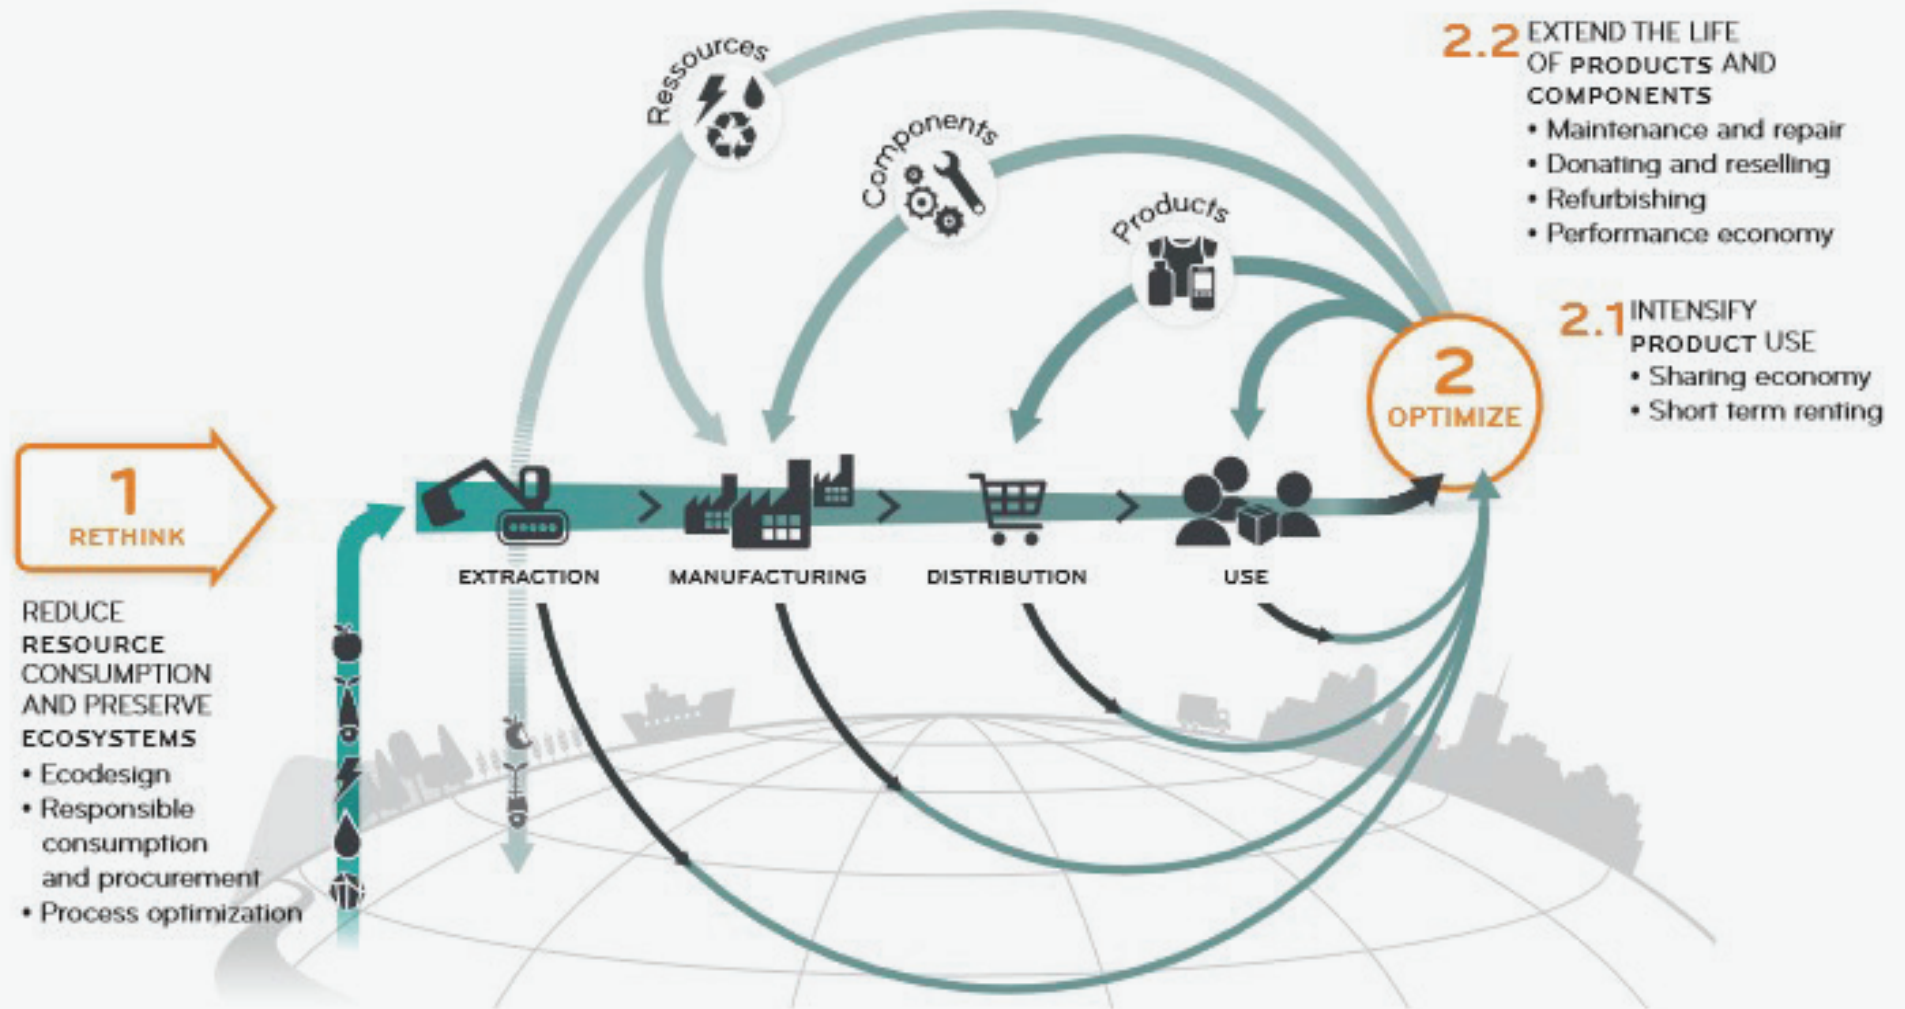 Ressources
Components
Products
2.2 EXTEND THE LIFE
OF PRODUCTS AND
COMPONENTS
• Maintenance and repair
• Donating and reselling
• Refurbishing
• Performance economy
2.1 INTENSIFY
PRODUCT USE
• Sharing economy
• Short term renting
2
OPTIMIZE
1
RETHINK
EXTRACTION
MANUFACTURING
DISTRIBUTION
USE
REDUCE
RESOURCE
CONSUMPTION
AND PRESERVE
ECOSYSTEMS
• Ecodesign
• Responsible
consumption
and procurement
• Process optimization